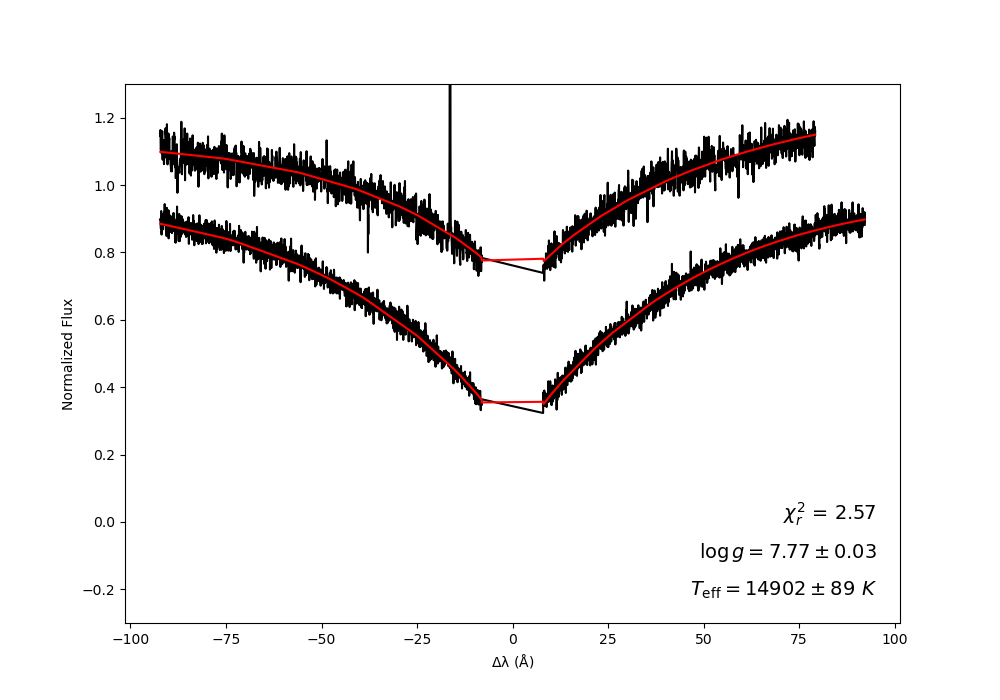 1.2
1.0
0.8
0.6
0.4
0.2
0.0
−0.2
Normalized Flux
χ²ᵣ = 2.57
log g = 7.77 ± 0.03
T_eff = 14902 ± 89 K
−100 −75 −50 −25 0 25 50 75 100
Δλ (Å)